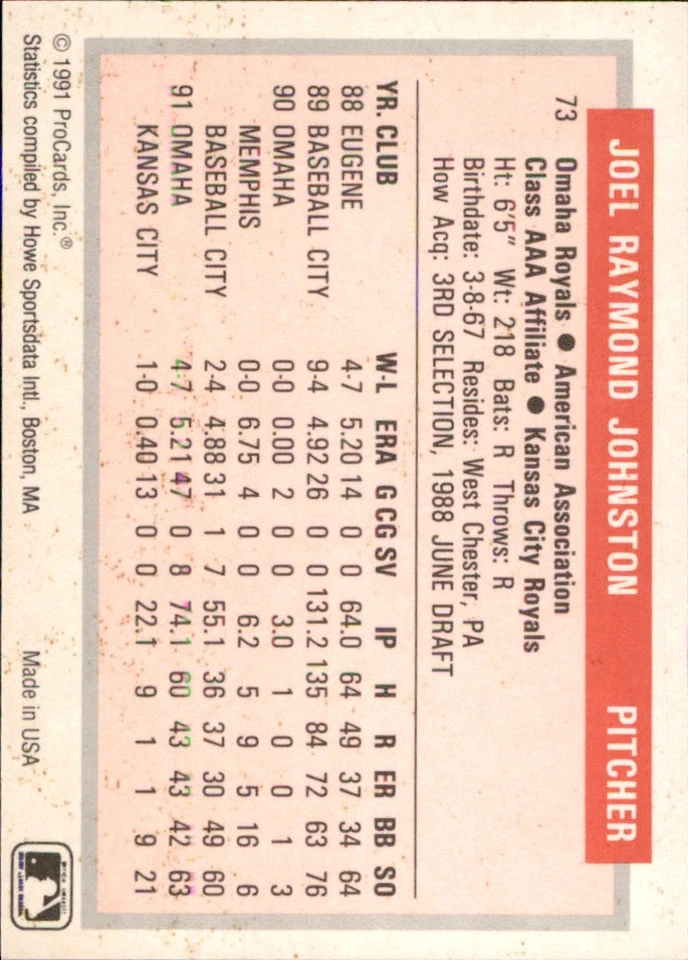 JOEL RAYMOND JOHNSTON PITCHER
73 Omaha Royals ● American Association
Class AAA Affiliate ● Kansas City Royals
Ht: 6'5" Wt: 218 Bats: R Throws: R
Birthdate: 3-8-67 Resides: West Chester, PA
How Acq: 3RD SELECTION, 1988 JUNE DRAFT
YR. CLUB W-L ERA G CG SV IP H R ER BB SO
88 EUGENE 4-7 5.20 14 0 0 64.0 64 49 37 34 64
89 BASEBALL CITY 9-4 4.92 26 0 0 131.2 135 84 72 63 76
90 OMAHA 0-0 0.00 2 0 0 3.0 1 0 0 1 3
MEMPHIS 0-0 6.75 4 0 0 6.2 5 9 5 16 6
BASEBALL CITY 2-4 4.88 31 1 7 55.1 36 37 30 49 60
91 OMAHA 4-7 5.21 47 0 8 74.1 60 43 43 42 63
KANSAS CITY 1-0 0.40 13 0 0 22.1 9 1 1 9 21
© 1991 ProCards, Inc.®
Statistics compiled by Howe Sportsdata Intl., Boston, MA Made in USA